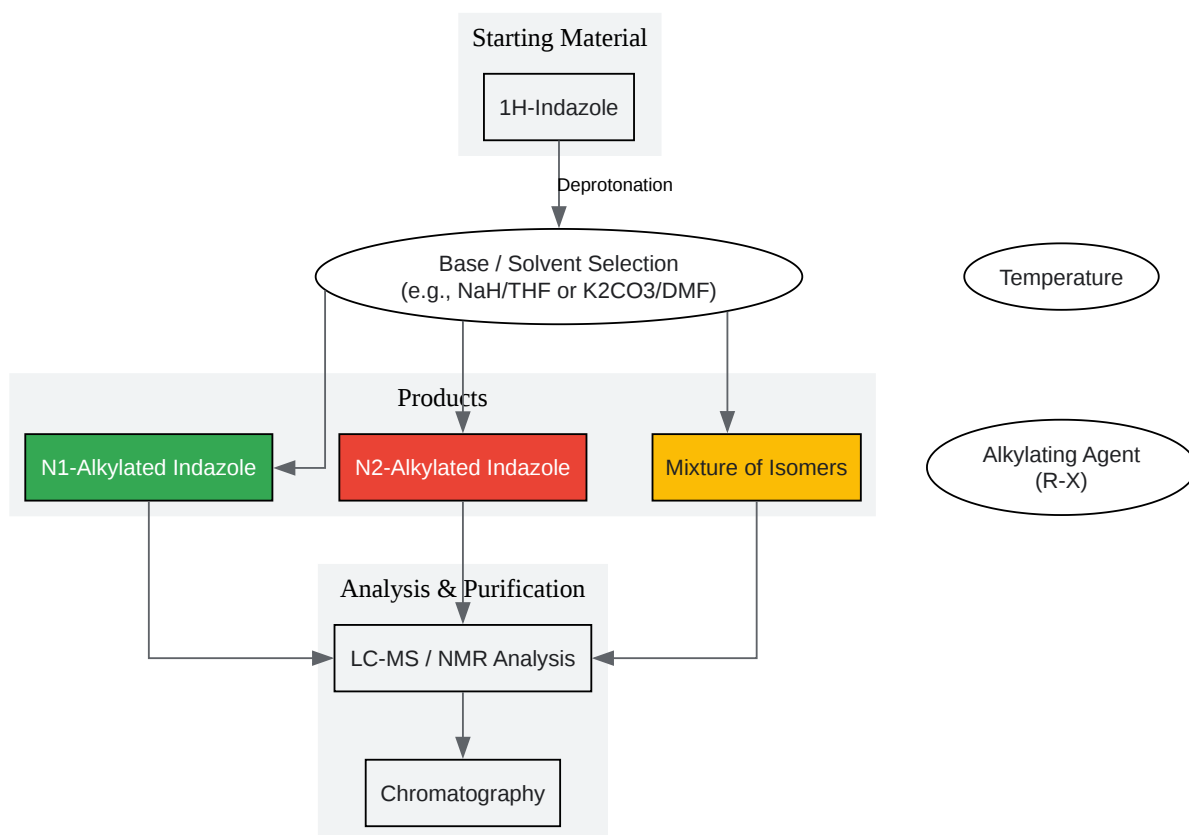 Starting Material
1H-Indazole
Deprotonation
Base / Solvent Selection
(e.g., NaH/THF or K2CO3/DMF)
Temperature
Products
N1-Alkylated Indazole
N2-Alkylated Indazole
Mixture of Isomers
Alkylating Agent
(R-X)
Analysis & Purification
LC-MS / NMR Analysis
Chromatography